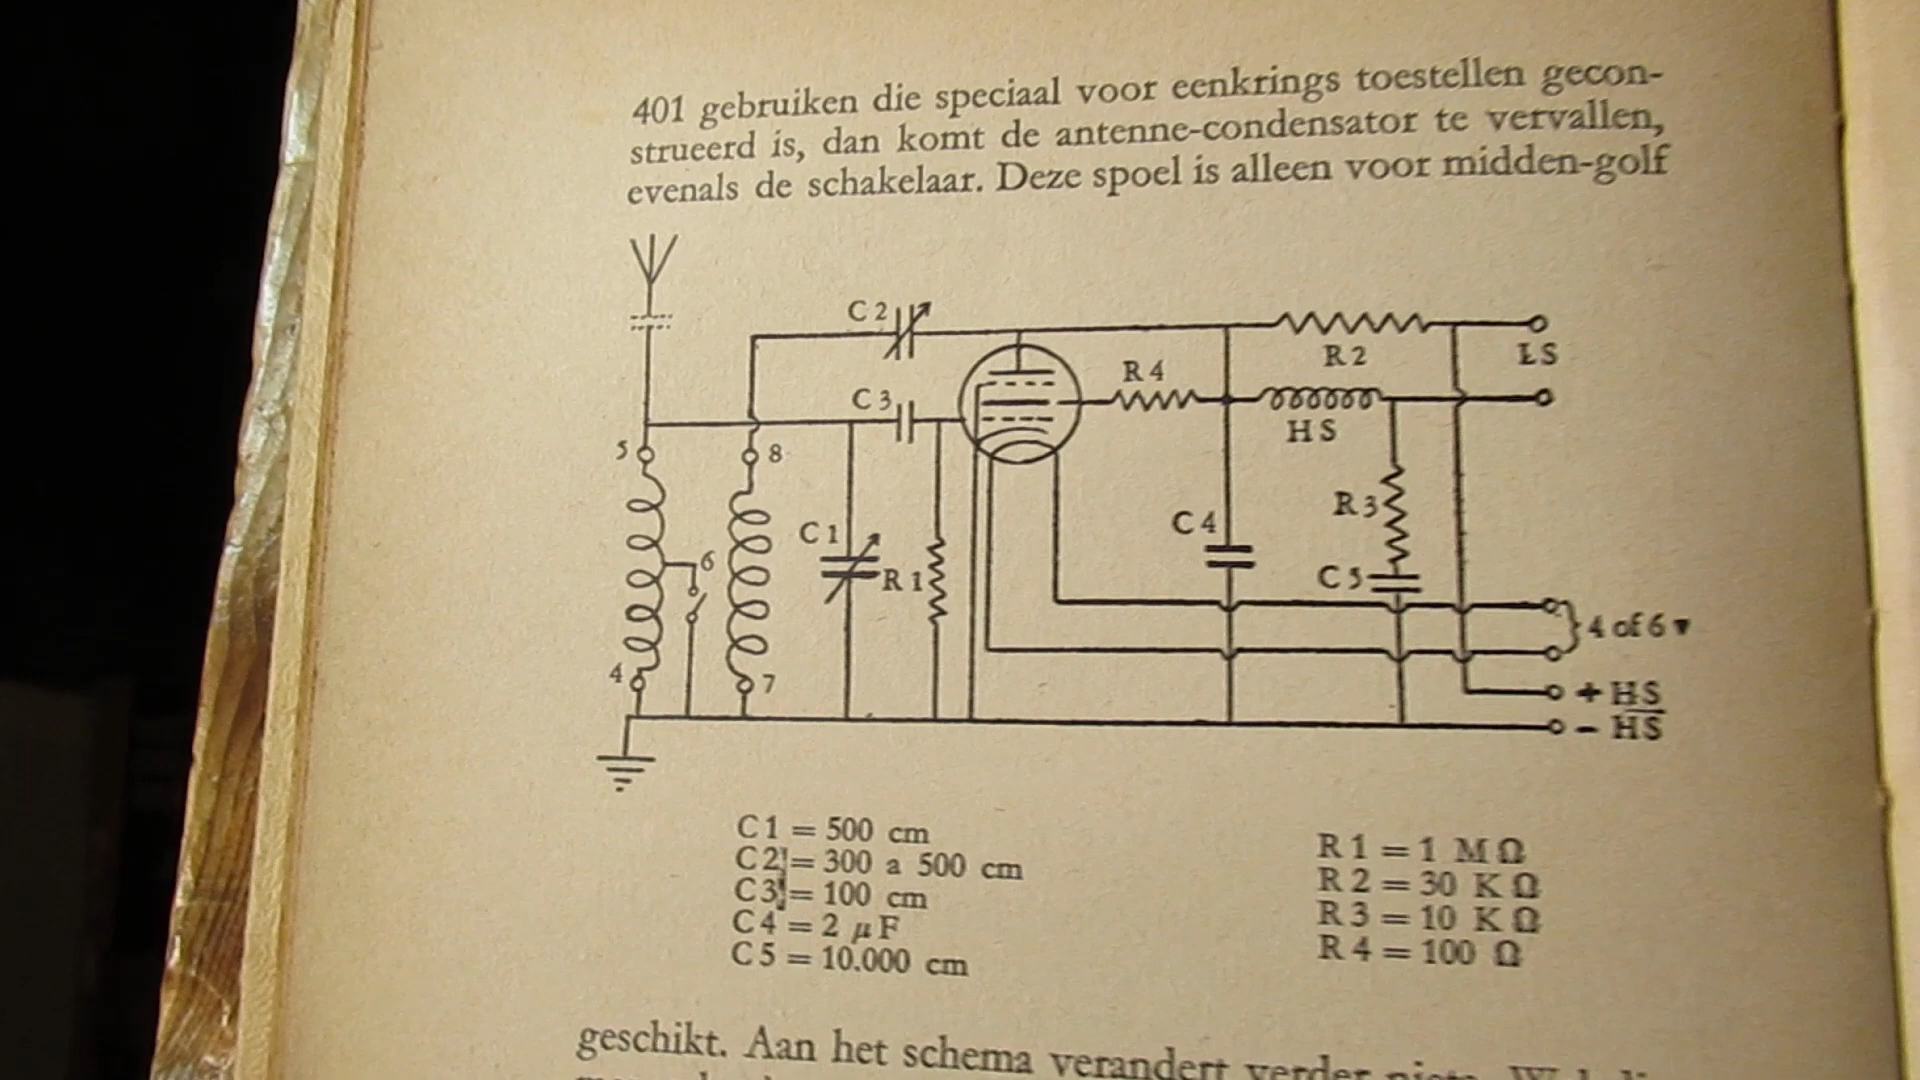 401 gebruiken die speciaal voor eenkrings toestellen gecon-
strueerd is, dan komt de antenne-condensator te vervallen,
evenals de schakelaar. Deze spoel is alleen voor midden-golf
C2
R2
LS
R4
C3
HS
5
8
R3
C4
C1
6
R1
C5
4 of 6 v
4
7
+ HS
- HS
C1 = 500 cm
C2 = 300 a 500 cm
C3 = 100 cm
C4 = 2 µF
C5 = 10.000 cm
R1 = 1 MΩ
R2 = 30 KΩ
R3 = 10 KΩ
R4 = 100 Ω
geschikt. Aan het schema verandert verder niets.